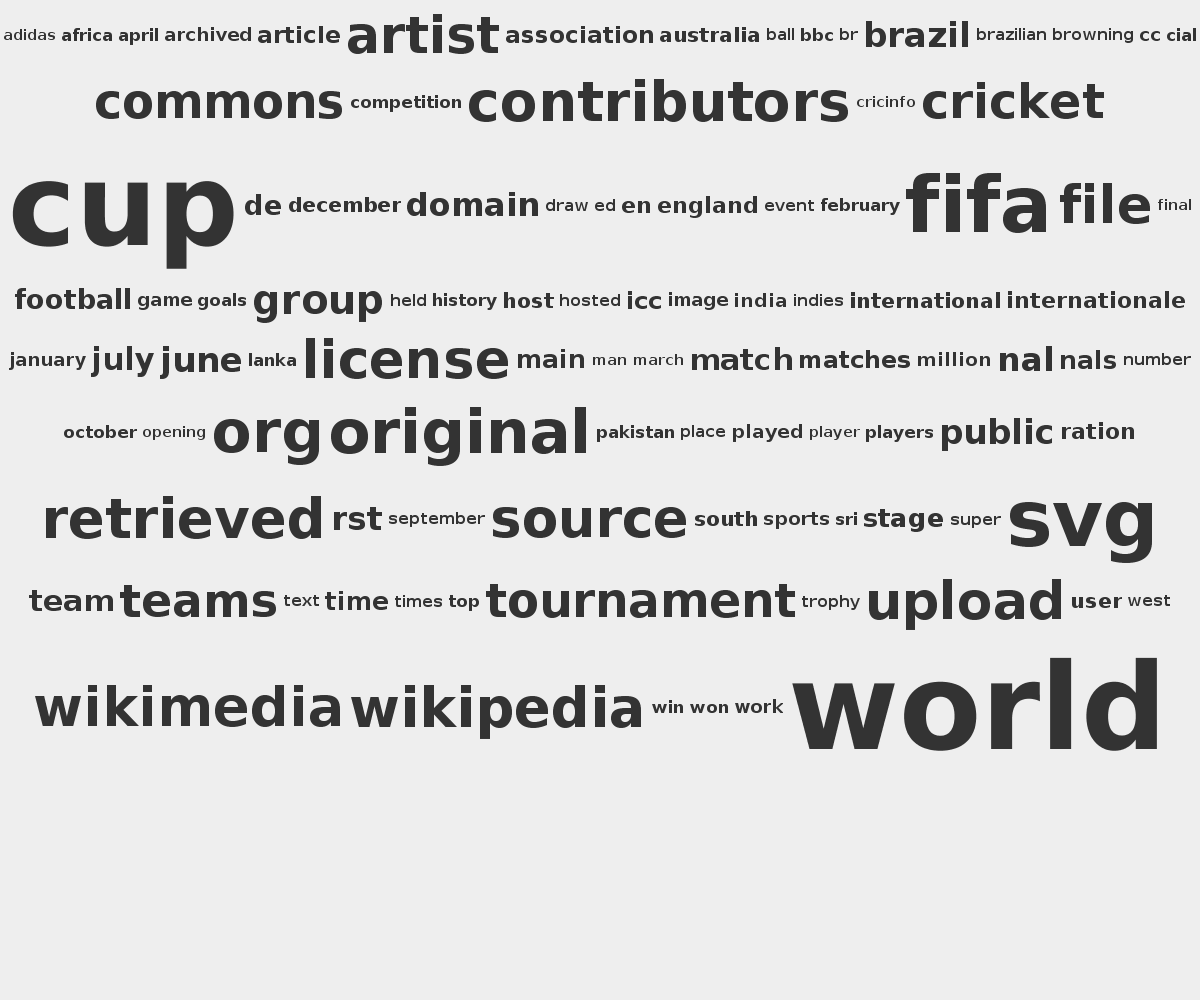 adidas africa april archived article artist association australia ball bbc br brazil brazilian browning cc cial
commons competition contributors cricinfo cricket
cup de december domain draw ed en england event february fifa file final
football game goals group held history host hosted icc image india indies international internationale
january july june lanka license main man march match matches million nal nals number
october opening org original pakistan place played player players public ration
retrieved rst september source south sports sri stage super svg
team teams text time times top tournament trophy upload user west
wikimedia wikipedia win won work world